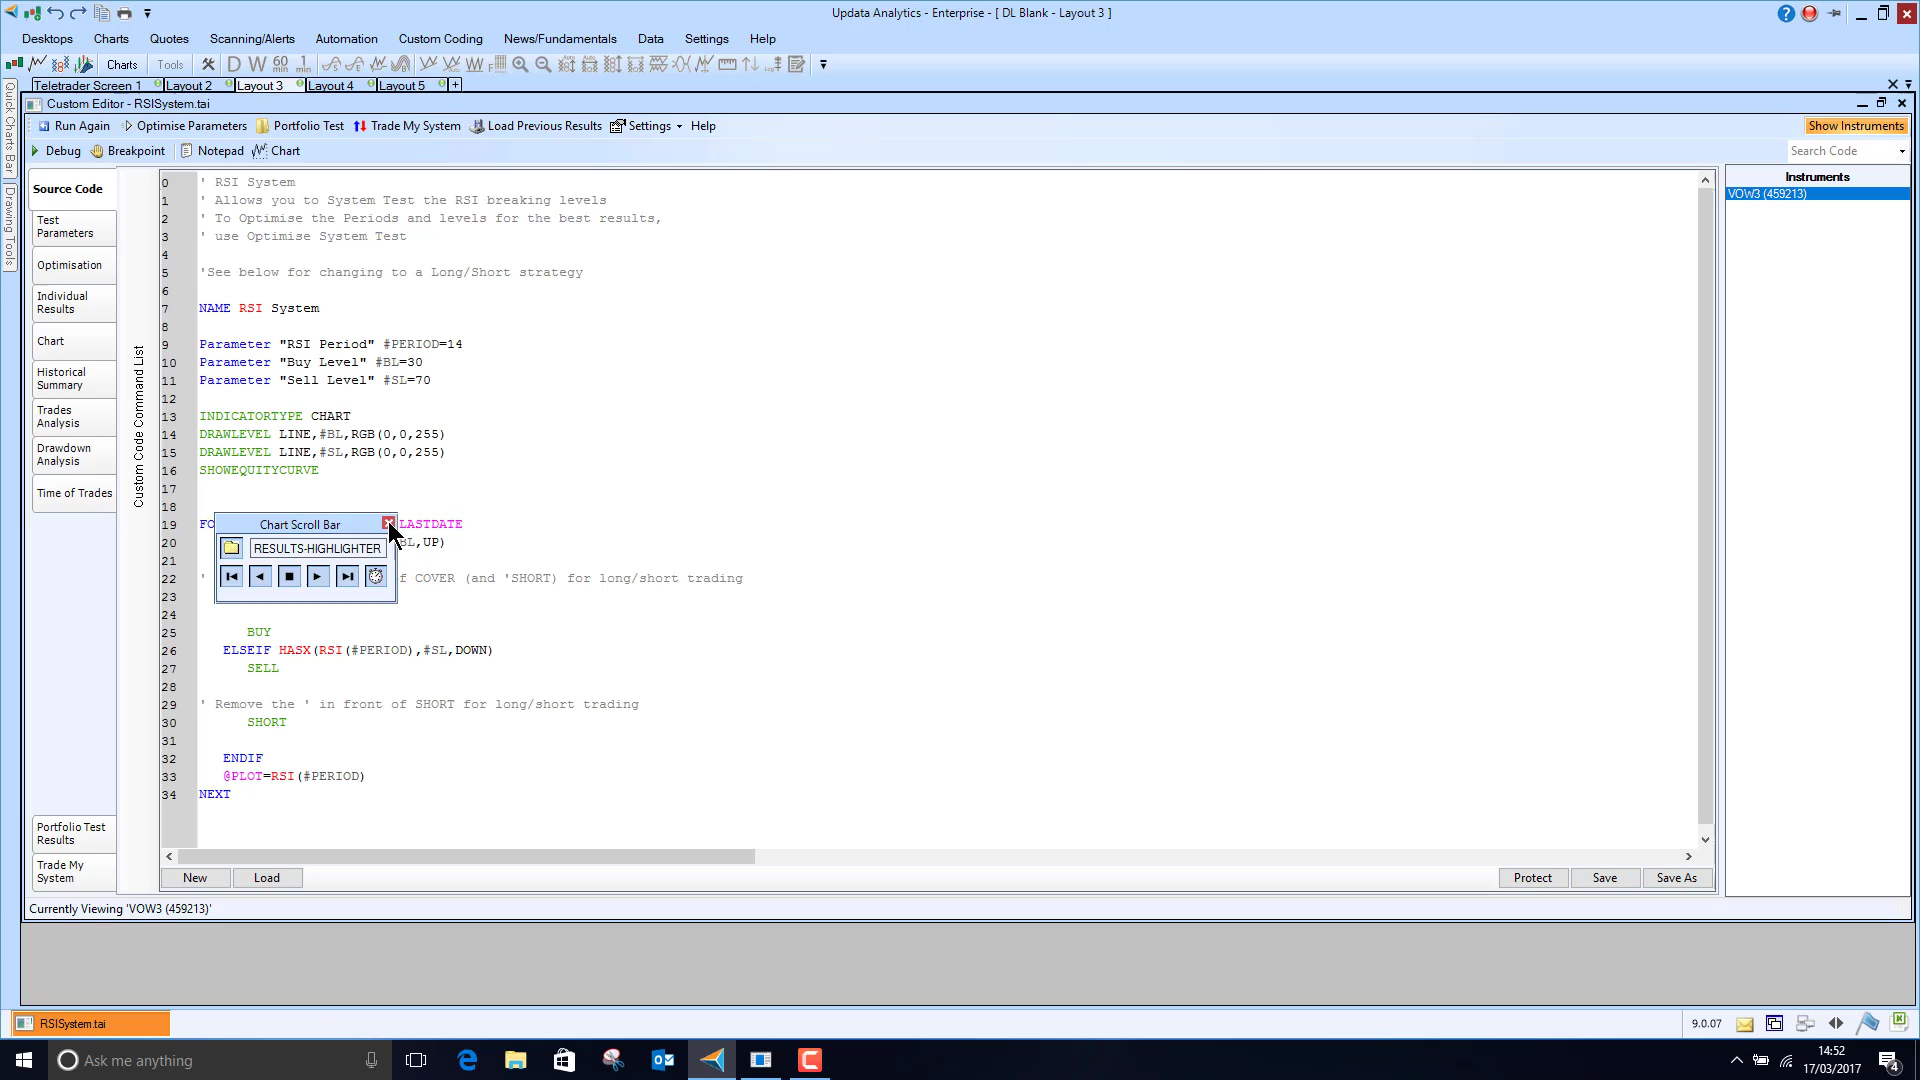 Updata Analytics - Enterprise - [ DL Blank - Layout 3 ]
Desktops Charts Quotes Scanning/Alerts Automation Custom Coding News/Fundamentals Data Settings Help
Charts Tools D W 60 1
Teletrader Screen 1 Layout 2 Layout 3 Layout 4 Layout 5 +
Custom Editor - RSISystem.tai
Run Again Optimise Parameters Portfolio Test Trade My System Load Previous Results Settings Help Show Instruments
Debug Breakpoint Notepad Chart Search Code
Quick Charts Bar
Drawing Tools
Source Code
Test Parameters
Optimisation
Individual Results
Chart
Historical Summary
Trades Analysis
Drawdown Analysis
Time of Trades
Portfolio Test Results
Trade My System
Custom Code Command List
0 ' RSI System
1 ' Allows you to System Test the RSI breaking levels
2 ' To Optimise the Periods and levels for the best results,
3 ' use Optimise System Test
4
5 'See below for changing to a Long/Short strategy
6
7 NAME RSI System
8
9 Parameter "RSI Period" #PERIOD=14
10 Parameter "Buy Level" #BL=30
11 Parameter "Sell Level" #SL=70
12
13 INDICATORTYPE CHART
14 DRAWLEVEL LINE,#BL,RGB(0,0,255)
15 DRAWLEVEL LINE,#SL,RGB(0,0,255)
16 SHOWEQUITYCURVE
17
18
19 FO LASTDATE
20 BL,UP)
21
22 ' f COVER (and 'SHORT) for long/short trading
23
24
25 BUY
26 ELSEIF HASX(RSI(#PERIOD),#SL,DOWN)
27 SELL
28
29 ' Remove the ' in front of SHORT for long/short trading
30 SHORT
31
32 ENDIF
33 @PLOT=RSI(#PERIOD)
34 NEXT
Chart Scroll Bar
RESULTS-HIGHLIGHTER
Instruments
VOW3 (459213)
New Load Protect Save Save As
Currently Viewing 'VOW3 (459213)'
RSISystem.tai 9.0.07
Ask me anything
14:52
17/03/2017
4